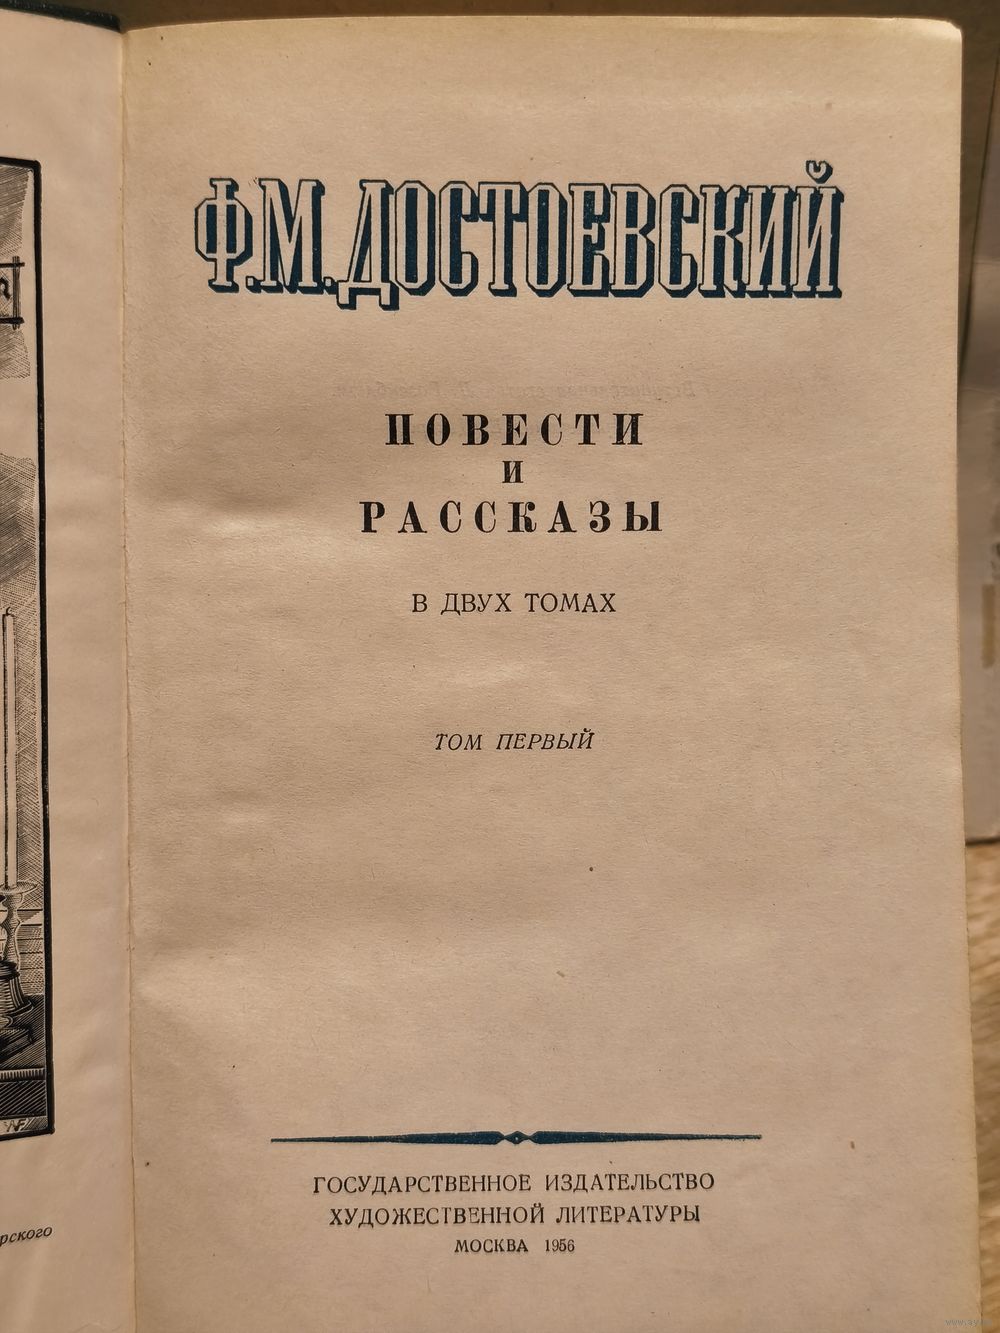 Ф.М. ДОСТОЕВСКИЙ
ПОВЕСТИ
И
РАССКАЗЫ
В ДВУХ ТОМАХ
ТОМ ПЕРВЫЙ
ГОСУДАРСТВЕННОЕ ИЗДАТЕЛЬСТВО
ХУДОЖЕСТВЕННОЙ ЛИТЕРАТУРЫ
МОСКВА 1956